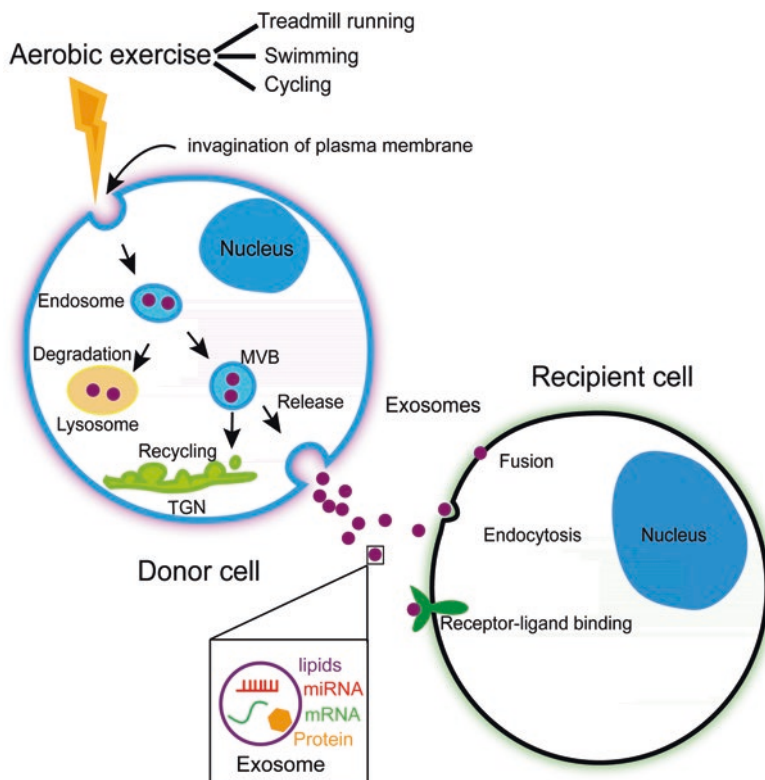 Treadmill running
Aerobic exercise
Swimming
Cycling
invagination of plasma membrane
Nucleus
Endosome
Degradation
MVB
Lysosome
Release
Exosomes
Recipient cell
Recycling
TGN
Fusion
Endocytosis
Nucleus
Donor cell
Receptor-ligand binding
lipids
miRNA
mRNA
Protein
Exosome